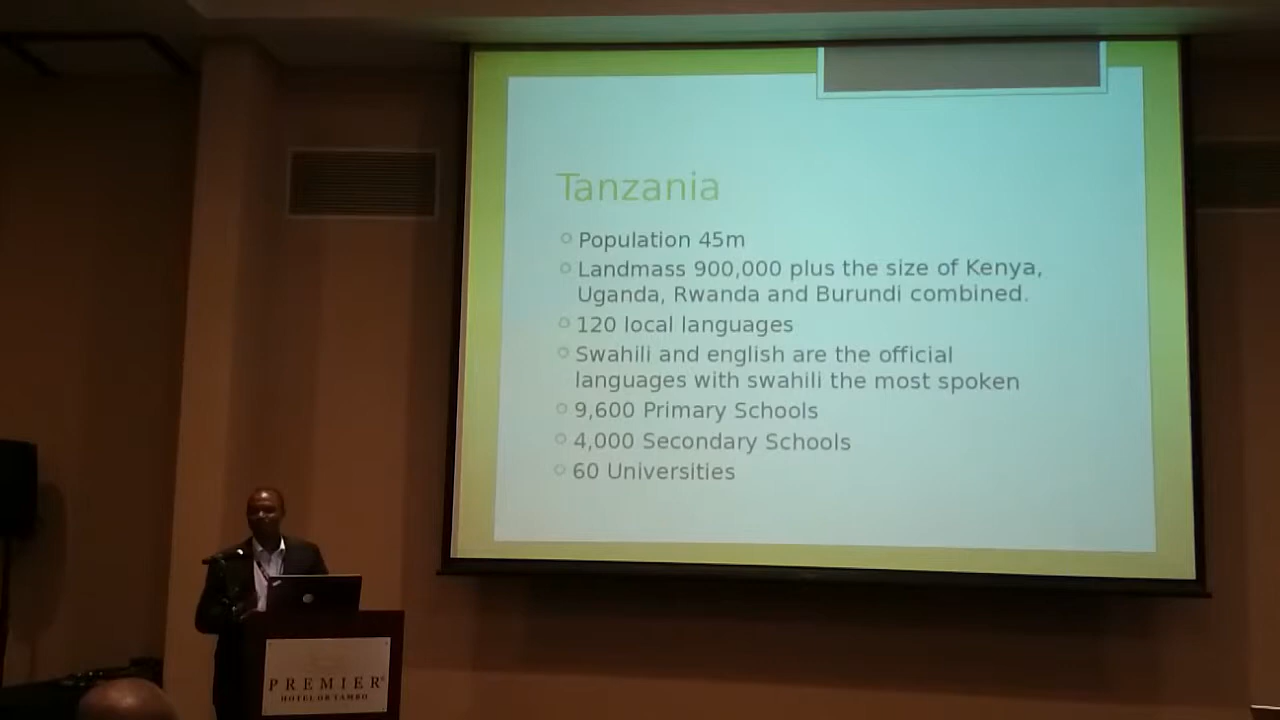 Tanzania
Population 45m
Landmass 900,000 plus the size of Kenya,
Uganda, Rwanda and Burundi combined.
120 local languages
Swahili and english are the official
languages with swahili the most spoken
9,600 Primary Schools
4,000 Secondary Schools
60 Universities
PREMIER®
HOTEL OR TAMBO